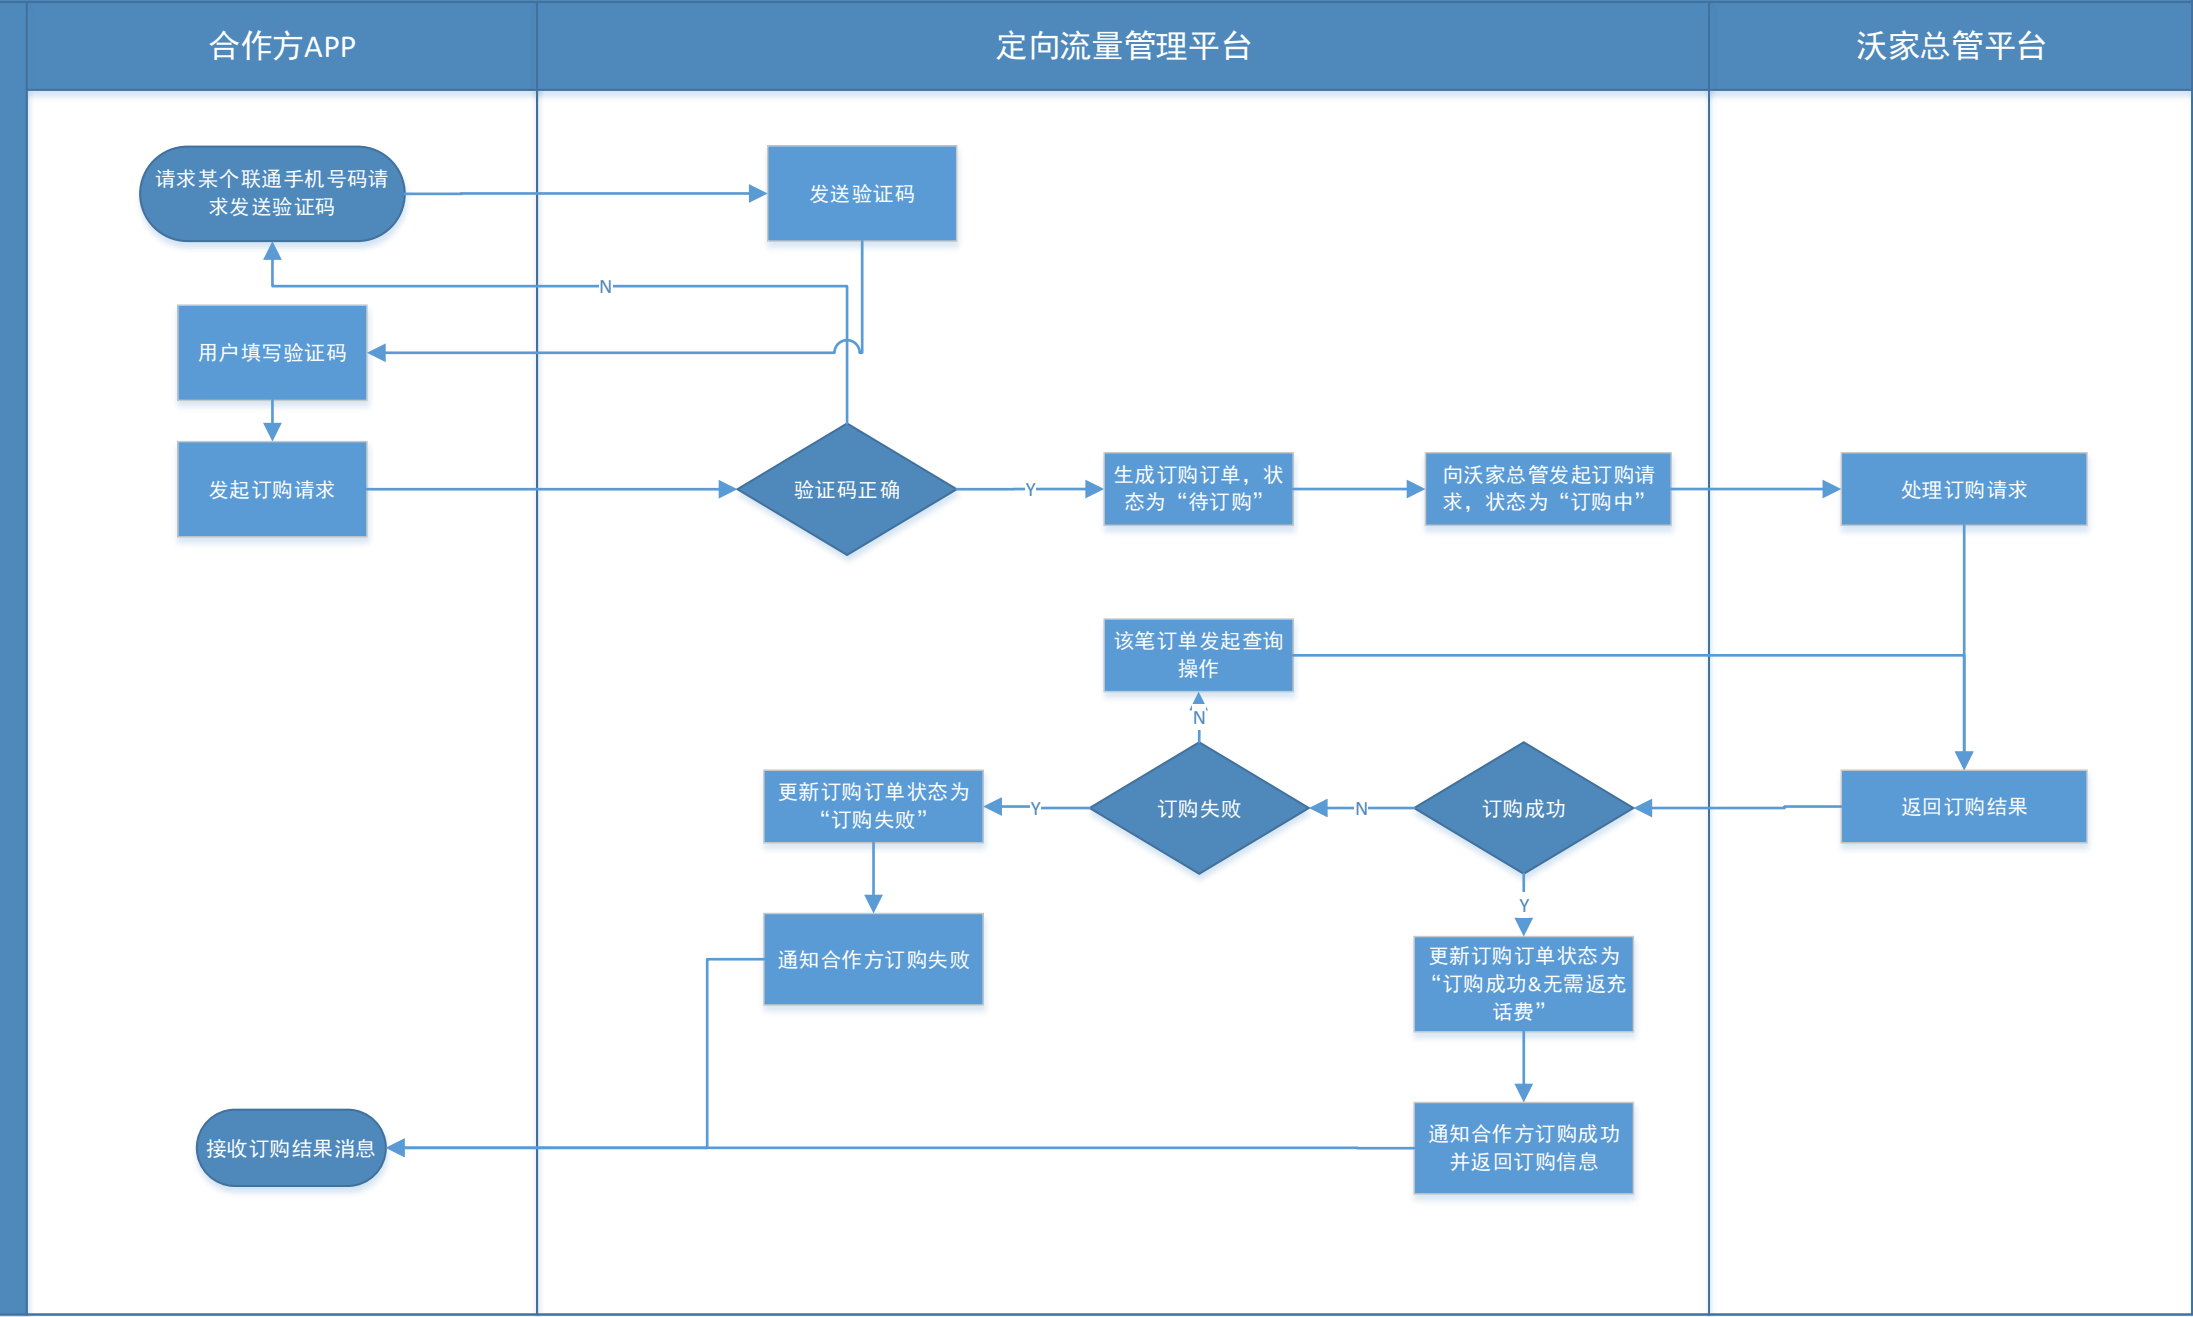 合作方APP
定向流量管理平台
沃家总管平台
请求某个联通手机号码请
求发送验证码
发送验证码
N
用户填写验证码
发起订购请求
验证码正确
Y
生成订购订单，状
态为“待订购”
向沃家总管发起订购请
求，状态为“订购中”
处理订购请求
该笔订单发起查询
操作
N
更新订购订单状态为
“订购失败”
Y
订购失败
N
订购成功
返回订购结果
Y
通知合作方订购失败
更新订购订单状态为
“订购成功&无需返充
话费”
接收订购结果消息
通知合作方订购成功
并返回订购信息